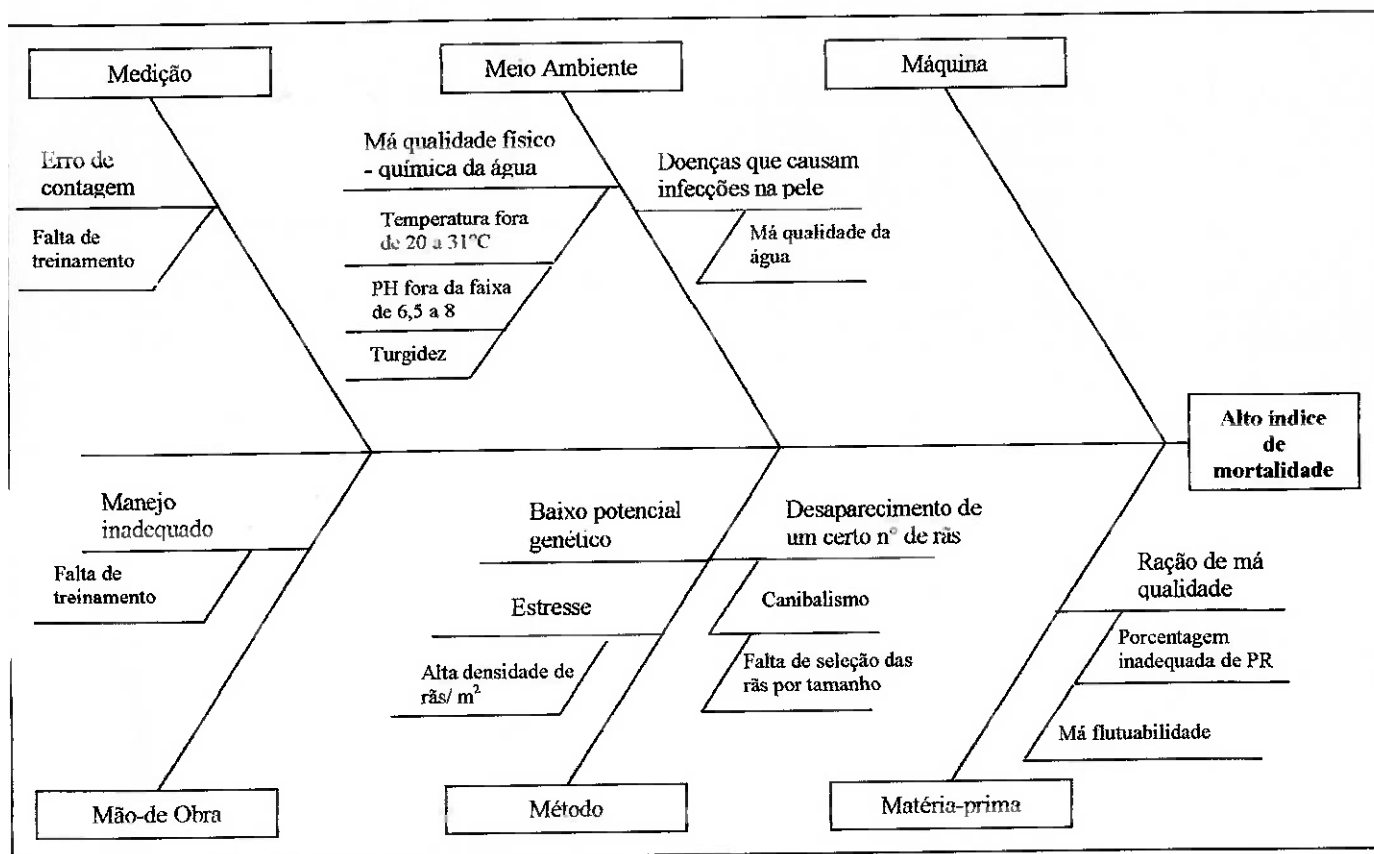 Medição
Meio Ambiente
Máquina
Erro de
contagem
Falta de
treinamento
Má qualidade físico
- química da água
Temperatura fora
de 20 a 31°C
PH fora da faixa
de 6,5 a 8
Turgidez
Doenças que causam
infecções na pele
Má qualidade da
água
Alto índice
de
mortalidade
Manejo
inadequado
Falta de
treinamento
Baixo potencial
genético
Estresse
Alta densidade de
rãs/ m²
Desaparecimento de
um certo n° de rãs
Canibalismo
Falta de seleção das
rãs por tamanho
Ração de má
qualidade
Porcentagem
inadequada de PR
Má flutuabilidade
Mão-de Obra
Método
Matéria-prima